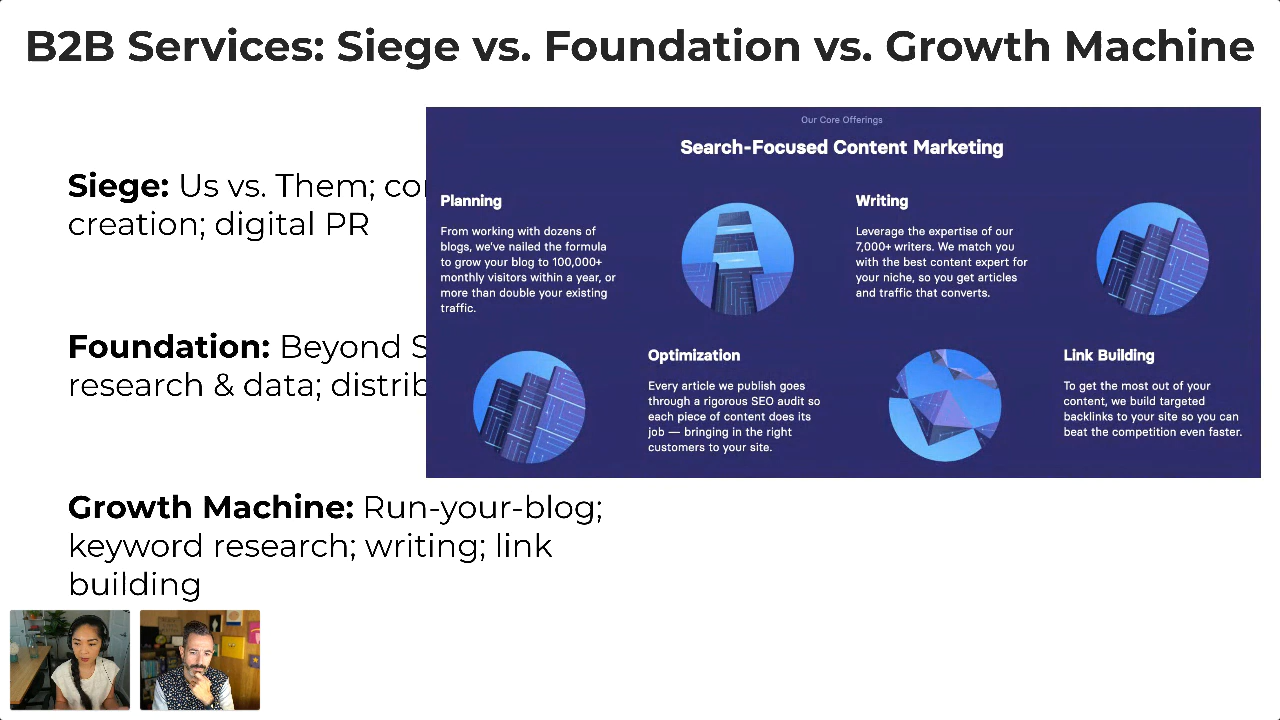 B2B Services: Siege vs. Foundation vs. Growth Machine
Siege: Us vs. Them;
creation; digital PR
Foundation: Beyond
research & data;
Growth Machine: Run-your-blog;
keyword research; writing; link
building
Our Core Offerings
Search-Focused Content Marketing
Planning
From working with dozens of
blogs, we've nailed the formula
to grow your blog to 100,000+
monthly visitors within a year, or
more than double your existing
traffic.
Writing
Leverage the expertise of our
7,000+ writers. We match you
with the best content expert for
your niche, so you get articles
and traffic that converts.
Optimization
Every article we publish goes
through a rigorous SEO audit so
each piece of content does its
job — bringing in the right
customers to your site.
Link Building
To get the most out of your
content, we build targeted
backlinks to your site so you can
beat the competition even faster.